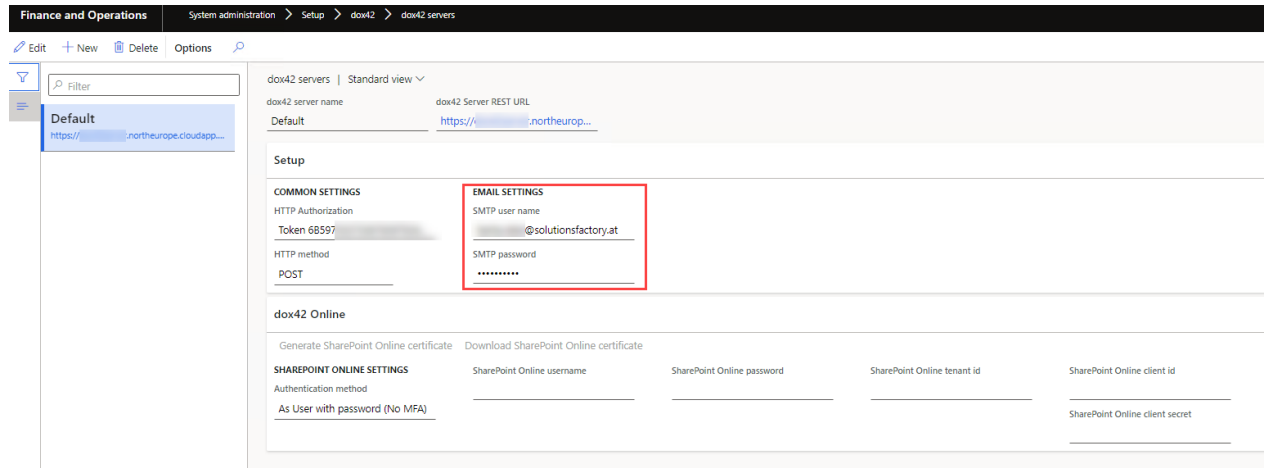 Finance and Operations System administration > Setup > dox42 > dox42 servers
Edit New Delete Options
Filter
Default
https:// .northeurope.cloudapp....
dox42 servers | Standard view
dox42 server name dox42 Server REST URL
Default https:// .northeurop...
Setup
COMMON SETTINGS EMAIL SETTINGS
HTTP Authorization SMTP user name
Token 6B597 @solutionsfactory.at
HTTP method SMTP password
POST ••••••••••
dox42 Online
Generate SharePoint Online certificate Download SharePoint Online certificate
SHAREPOINT ONLINE SETTINGS SharePoint Online username SharePoint Online password SharePoint Online tenant id SharePoint Online client id
Authentication method
As User with password (No MFA)
SharePoint Online client secret